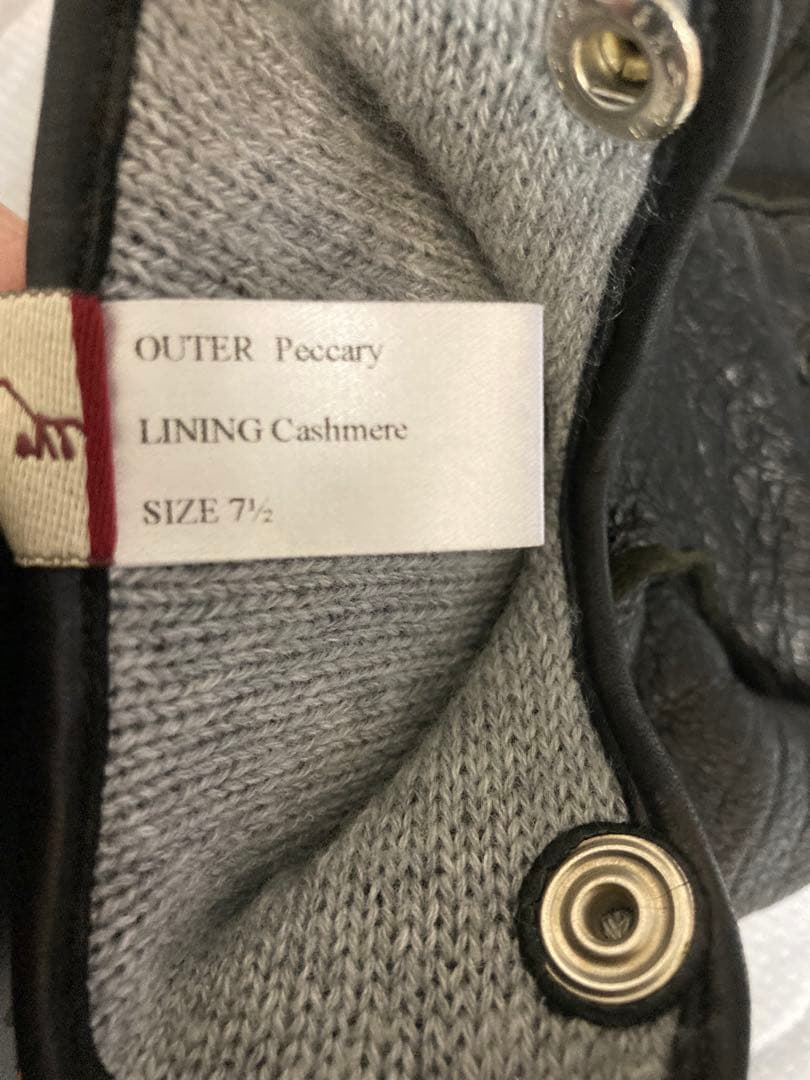 OUTER Peccary
LINING Cashmere
SIZE 7½